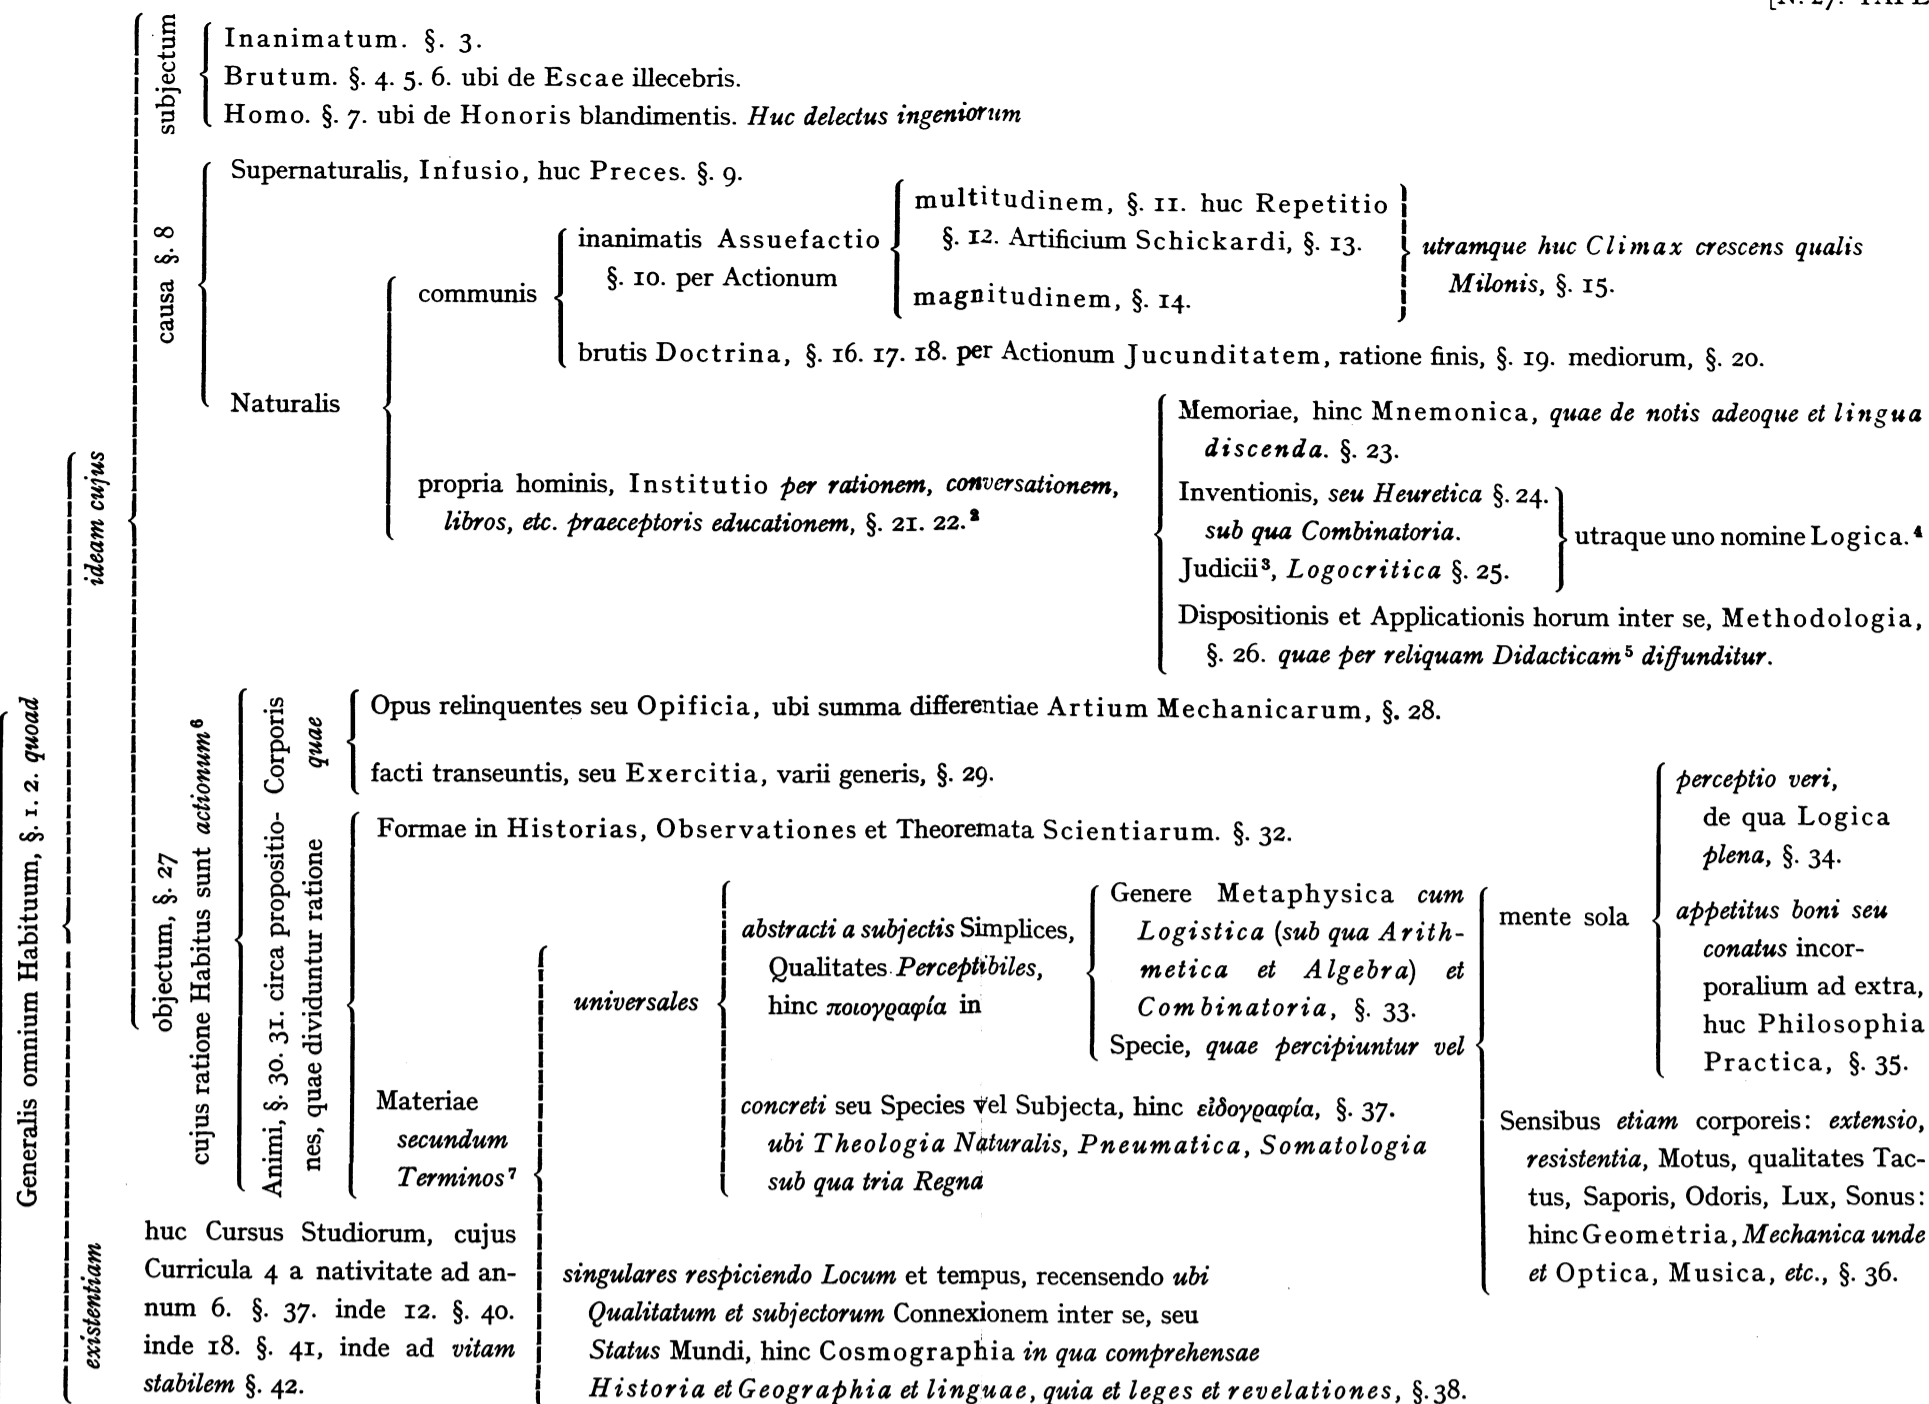 subjectum
Inanimatum. §. 3.
Brutum. §. 4. 5. 6. ubi de Escae illecebris.
Homo. §. 7. ubi de Honoris blandimentis. Huc delectus ingeniorum
causa §. 8
Supernaturalis, Infusio, huc Preces. §. 9.
Naturalis
communis
inanimatis Assuefactio
§. 10. per Actionum
multitudinem, §. 11. huc Repetitio
§. 12. Artificium Schickardi, §. 13.
magnitudinem, §. 14.
utramque huc Climax crescens qualis
Milonis, §. 15.
brutis Doctrina, §. 16. 17. 18. per Actionum Jucunditatem, ratione finis, §. 19. mediorum, §. 20.
propria hominis, Institutio per rationem, conversationem,
libros, etc. praeceptoris educationem, §. 21. 22.²
Memoriae, hinc Mnemonica, quae de notis adeoque et lingua
discenda. §. 23.
Inventionis, seu Heuretica §. 24.
sub qua Combinatoria.
Judicii³, Logocritica §. 25.
utraque uno nomine Logica.⁴
Dispositionis et Applicationis horum inter se, Methodologia,
§. 26. quae per reliquam Didacticam⁵ diffunditur.
Generalis omnium Habituum, §. 1. 2. quoad
ideam cujus
objectum, §. 27
cujus ratione Habitus sunt actionum⁶
Corporis
quae
Opus relinquentes seu Opificia, ubi summa differentiae Artium Mechanicarum, §. 28.
facti transeuntis, seu Exercitia, varii generis, §. 29.
Animi, §. 30. 31. circa propositio-
nes, quae dividuntur ratione
Formae in Historias, Observationes et Theoremata Scientiarum. §. 32.
Materiae
secundum
Terminos⁷
universales
abstracti a subjectis Simplices,
Qualitates Perceptibiles,
hinc ποιογραφία in
Genere Metaphysica cum
Logistica (sub qua Arith-
metica et Algebra) et
Combinatoria, §. 33.
Specie, quae percipiuntur vel
mente sola
perceptio veri,
de qua Logica
plena, §. 34.
appetitus boni seu
conatus incor-
poralium ad extra,
huc Philosophia
Practica, §. 35.
Sensibus etiam corporeis: extensio,
resistentia, Motus, qualitates Tac-
tus, Saporis, Odoris, Lux, Sonus:
hinc Geometria, Mechanica unde
et Optica, Musica, etc., §. 36.
concreti seu Species vel Subjecta, hinc εἰδογραφία, §. 37.
ubi Theologia Naturalis, Pneumatica, Somatologia
sub qua tria Regna
singulares respiciendo Locum et tempus, recensendo ubi
Qualitatum et subjectorum Connexionem inter se, seu
Status Mundi, hinc Cosmographia in qua comprehensae
Historia et Geographia et linguae, quia et leges et revelationes, §. 38.
existentiam
huc Cursus Studiorum, cujus
Curricula 4 a nativitate ad an-
num 6. §. 37. inde 12. §. 40.
inde 18. §. 41, inde ad vitam
stabilem §. 42.